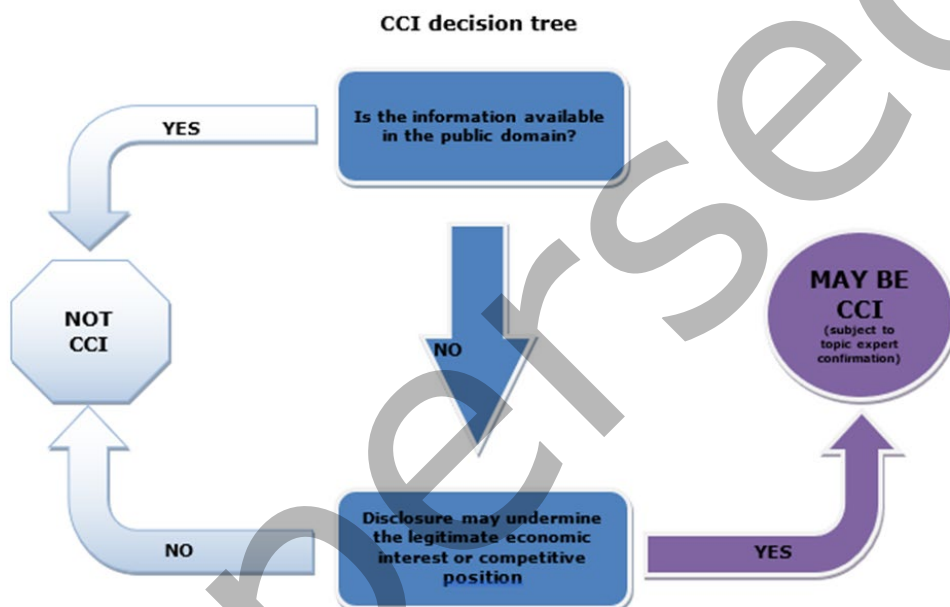 CCI decision tree
Is the information available
in the public domain?
YES
NO
NOT
CCI
MAY BE
CCI
(subject to
topic expert
confirmation)
Disclosure may undermine
the legitimate economic
interest or competitive
position
NO
YES